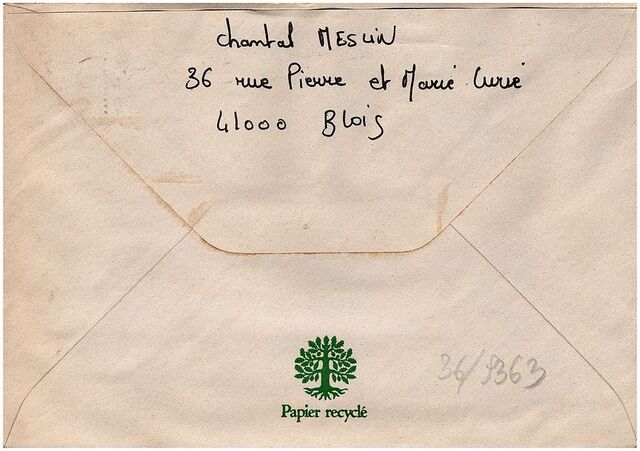 Chantal MESLIN
36 rue Pierre et Marie Curie
41000 Blois
36/9363
Papier recyclé